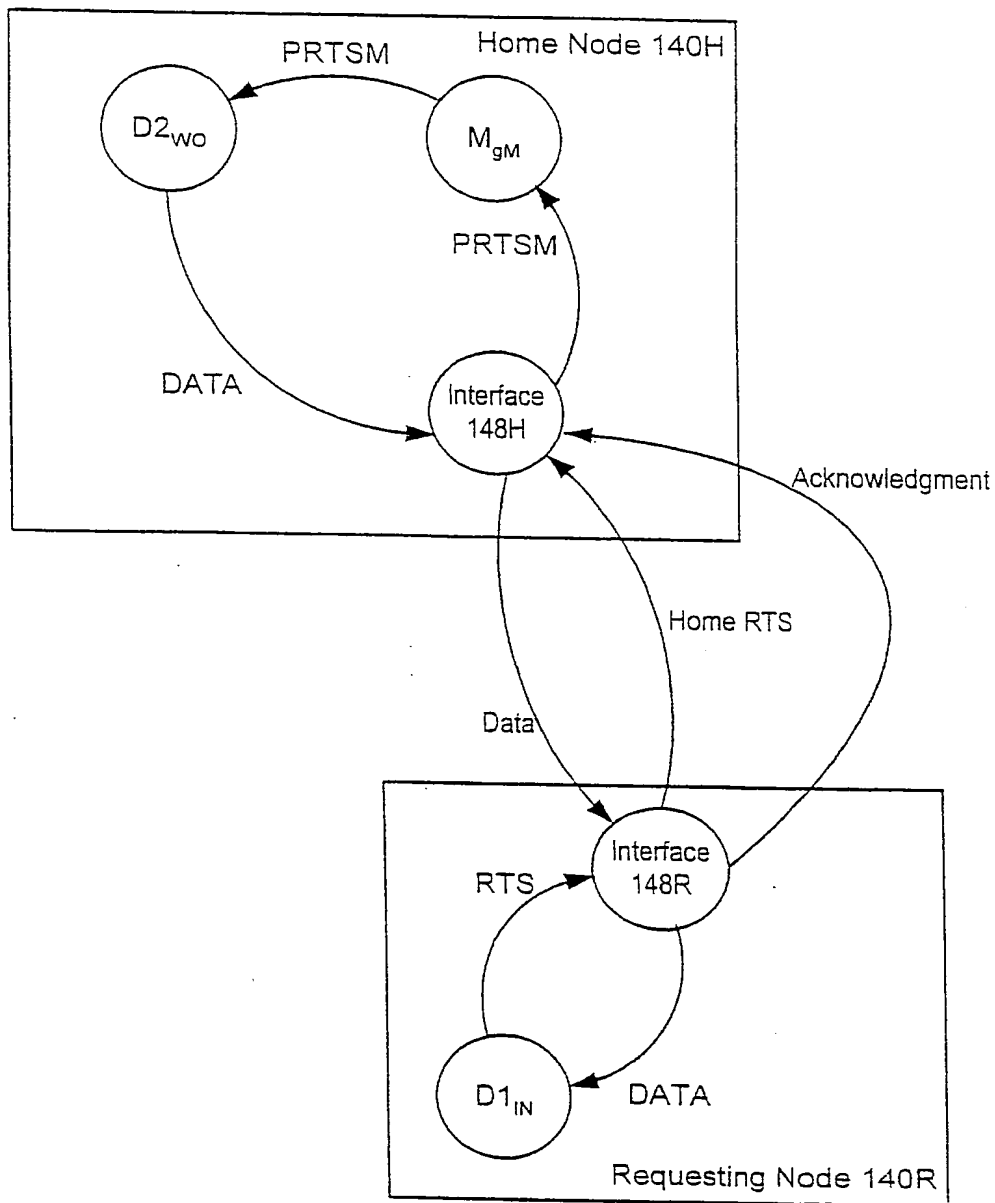 Home Node 140H
PRTSM
D2WO
MgM
PRTSM
DATA
Interface
148H
Acknowledgment
Home RTS
Data
Interface
148R
RTS
D1IN
DATA
Requesting Node 140R